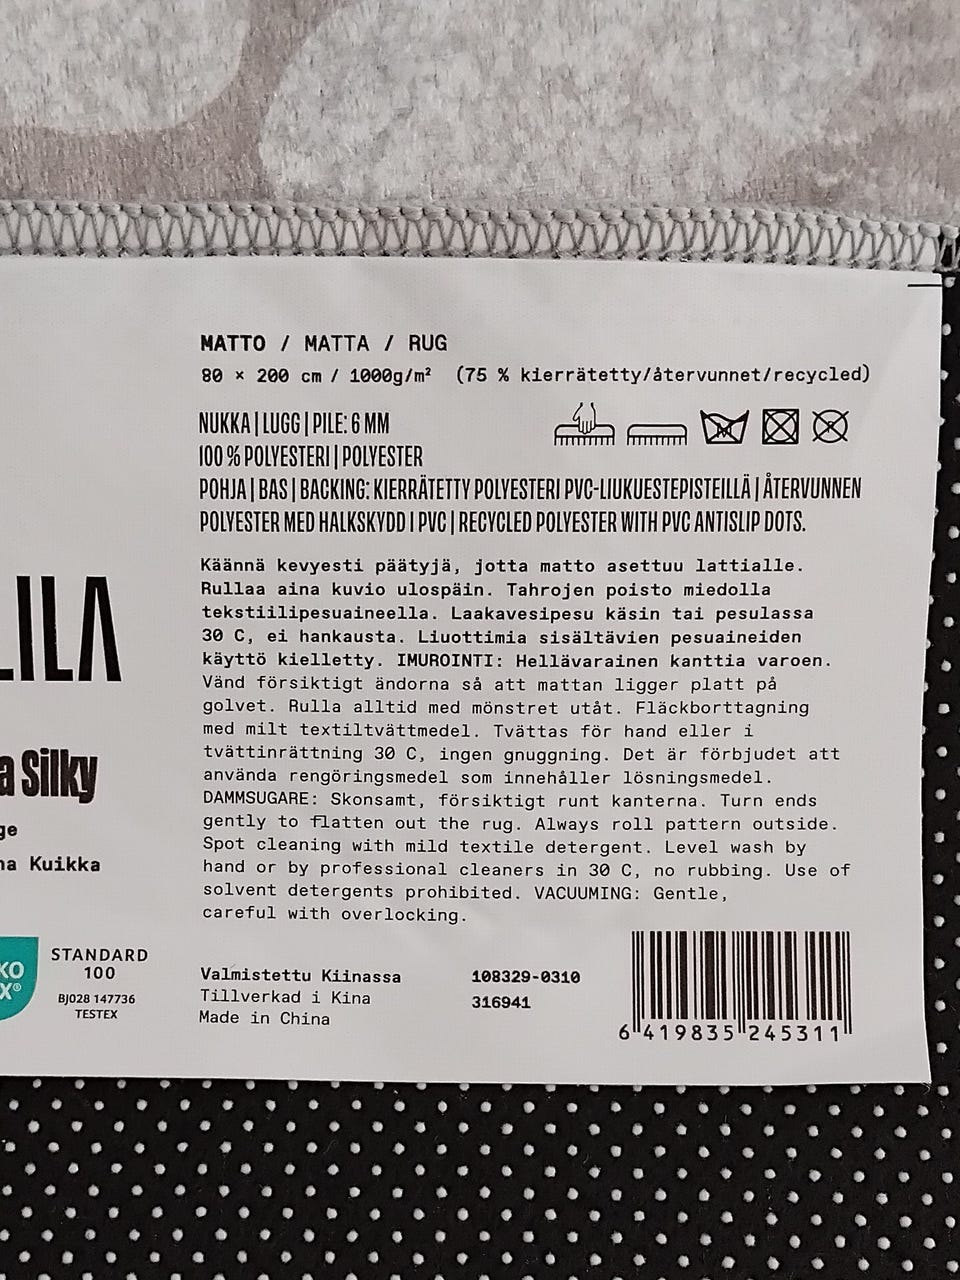 MATTO / MATTA / RUG
80 × 200 cm / 1000g/m² (75 % kierrätetty/återvunnet/recycled)
NUKKA | LUGG | PILE: 6 MM
100 % POLYESTERI | POLYESTER
POHJA | BAS | BACKING: KIERRÄTETTY POLYESTERI PVC-LIUKUESTEPISTEILLÄ | ÅTERVUNNEN
POLYESTER MED HALKSKYDD I PVC | RECYCLED POLYESTER WITH PVC ANTISLIP DOTS.
Käännä kevyesti päätyjä, jotta matto asettuu lattialle.
Rullaa aina kuvio ulospäin. Tahrojen poisto miedolla
tekstiilipesuaineella. Laakavesipesu käsin tai pesulassa
30 C, ei hankausta. Liuottimia sisältävien pesuaineiden
käyttö kielletty. IMUROINTI: Hellävarainen kanttia varoen.
Vänd försiktigt ändorna så att mattan ligger platt på
golvet. Rulla alltid med mönstret utåt. Fläckborttagning
med milt textiltvättmedel. Tvättas för hand eller i
tvättinrättning 30 C, ingen gnuggning. Det är förbjudet att
använda rengöringsmedel som innehåller lösningsmedel.
DAMMSUGARE: Skonsamt, försiktigt runt kanterna. Turn ends
gently to flatten out the rug. Always roll pattern outside.
Spot cleaning with mild textile detergent. Level wash by
hand or by professional cleaners in 30 C, no rubbing. Use of
solvent detergents prohibited. VACUUMING: Gentle,
careful with overlocking.
LILA
a Silky
ge
na Kuikka
KO
X®
STANDARD
100
BJ028 147736
TESTEX
Valmistettu Kiinassa
Tillverkad i Kina
Made in China
108329-0310
316941
6 419835 245311